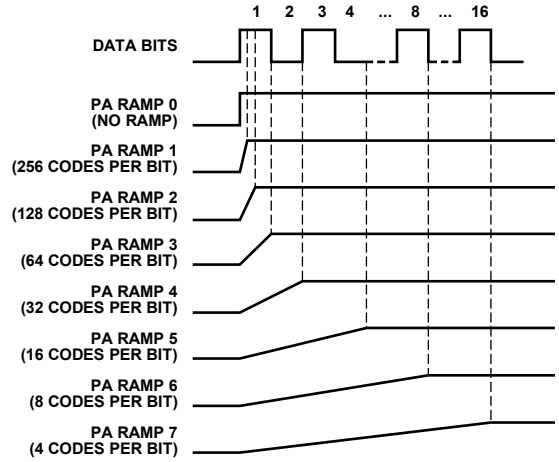 1 2 3 4 ... 8 ... 16
DATA BITS
PA RAMP 0
(NO RAMP)
PA RAMP 1
(256 CODES PER BIT)
PA RAMP 2
(128 CODES PER BIT)
PA RAMP 3
(64 CODES PER BIT)
PA RAMP 4
(32 CODES PER BIT)
PA RAMP 5
(16 CODES PER BIT)
PA RAMP 6
(8 CODES PER BIT)
PA RAMP 7
(4 CODES PER BIT)